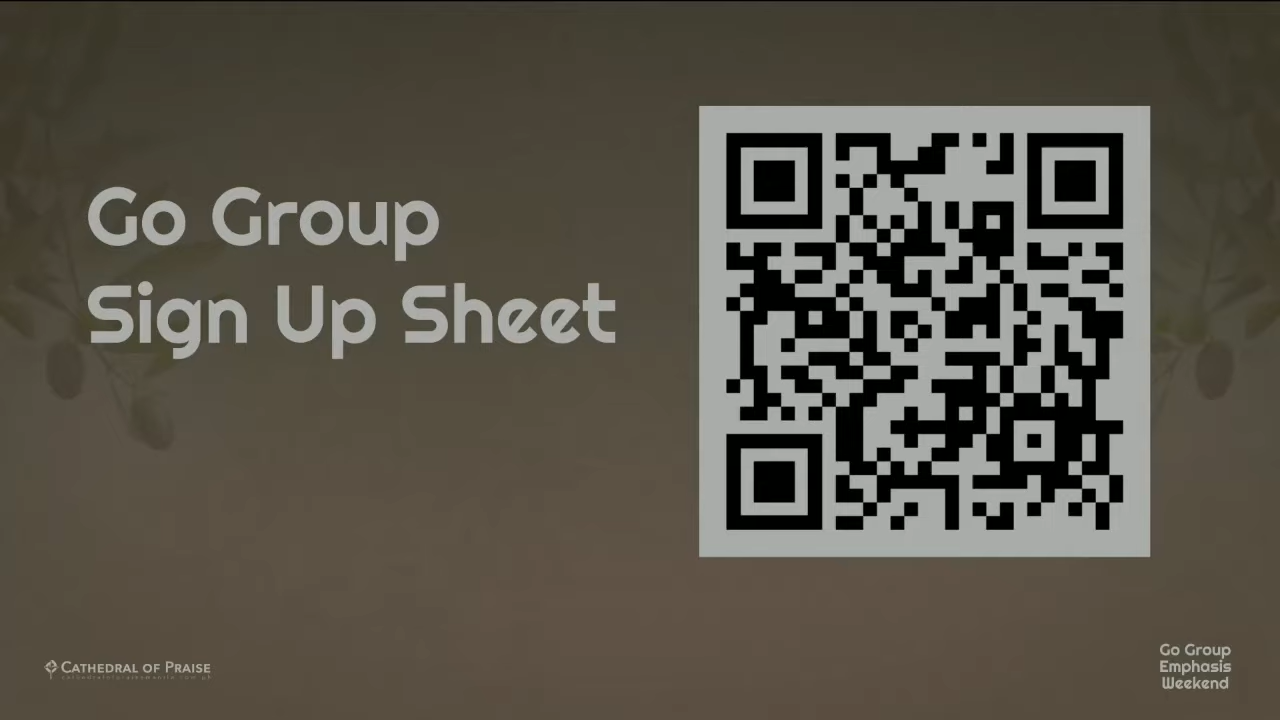 Go Group
Sign Up Sheet
CATHEDRAL OF PRAISE
Go Group
Emphasis
Weekend